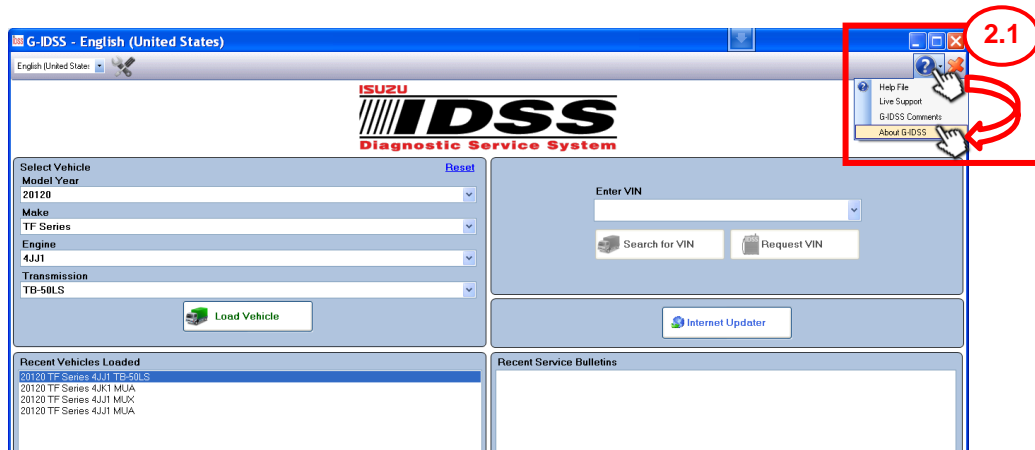 2.1
G-IDSS - English (United States)
English (United States
Help File
Live Support
G-IDSS Comments
About G-IDSS
ISUZU
IDSS
Diagnostic Service System
Select Vehicle
Reset
Model Year
20120
Make
TF Series
Engine
4JJ1
Transmission
TB-50LS
Load Vehicle
Enter VIN
Search for VIN
Request VIN
Internet Updater
Recent Vehicles Loaded
20120 TF Series 4JJ1 TB-50LS
20120 TF Series 4JK1 MUA
20120 TF Series 4JJ1 MUX
20120 TF Series 4JJ1 MUA
Recent Service Bulletins